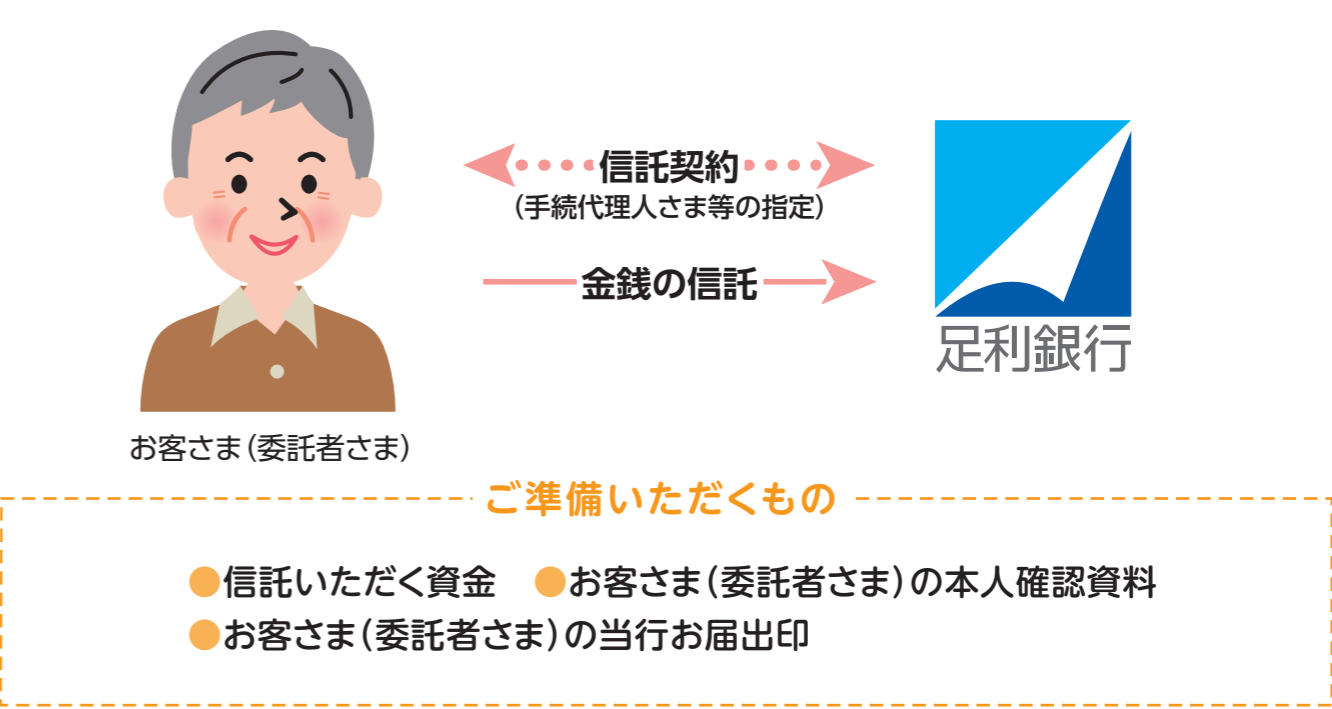 信託契約
（手続代理人さま等の指定）
金銭の信託
足利銀行
お客さま（委託者さま）
ご準備いただくもの
●信託いただく資金　●お客さま（委託者さま）の本人確認資料
●お客さま（委託者さま）の当行お届出印